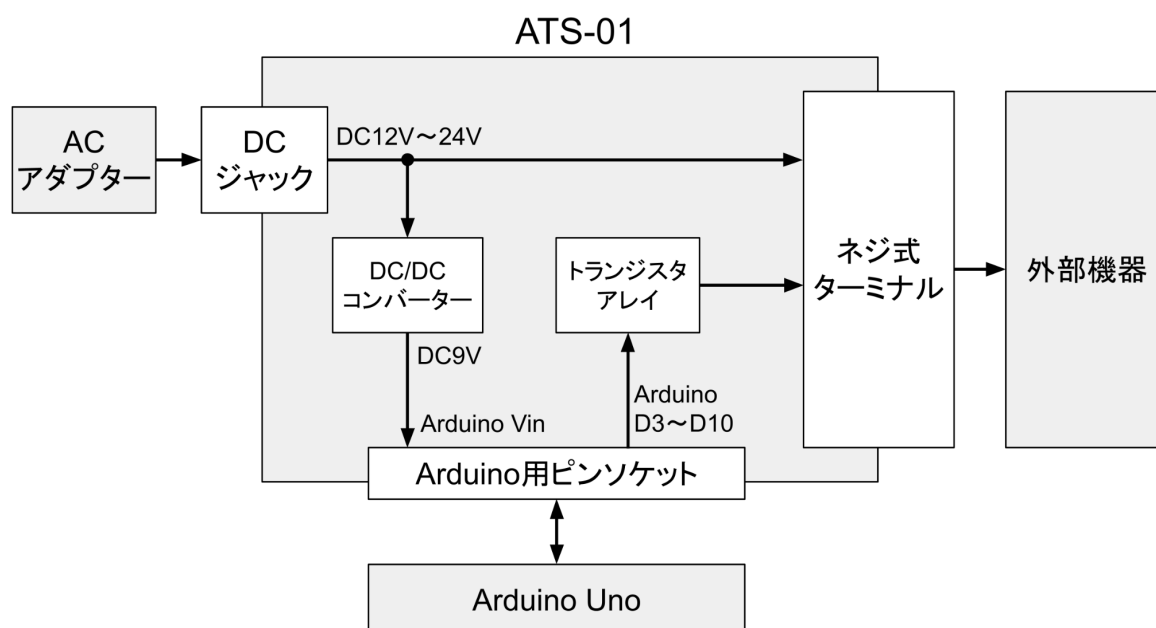 ATS-01
AC
アダプター
DC
ジャック
DC12V～24V
DC/DC
コンバーター
トランジスタ
アレイ
ネジ式
ターミナル
外部機器
DC9V
Arduino
D3～D10
Arduino Vin
Arduino用ピンソケット
Arduino Uno